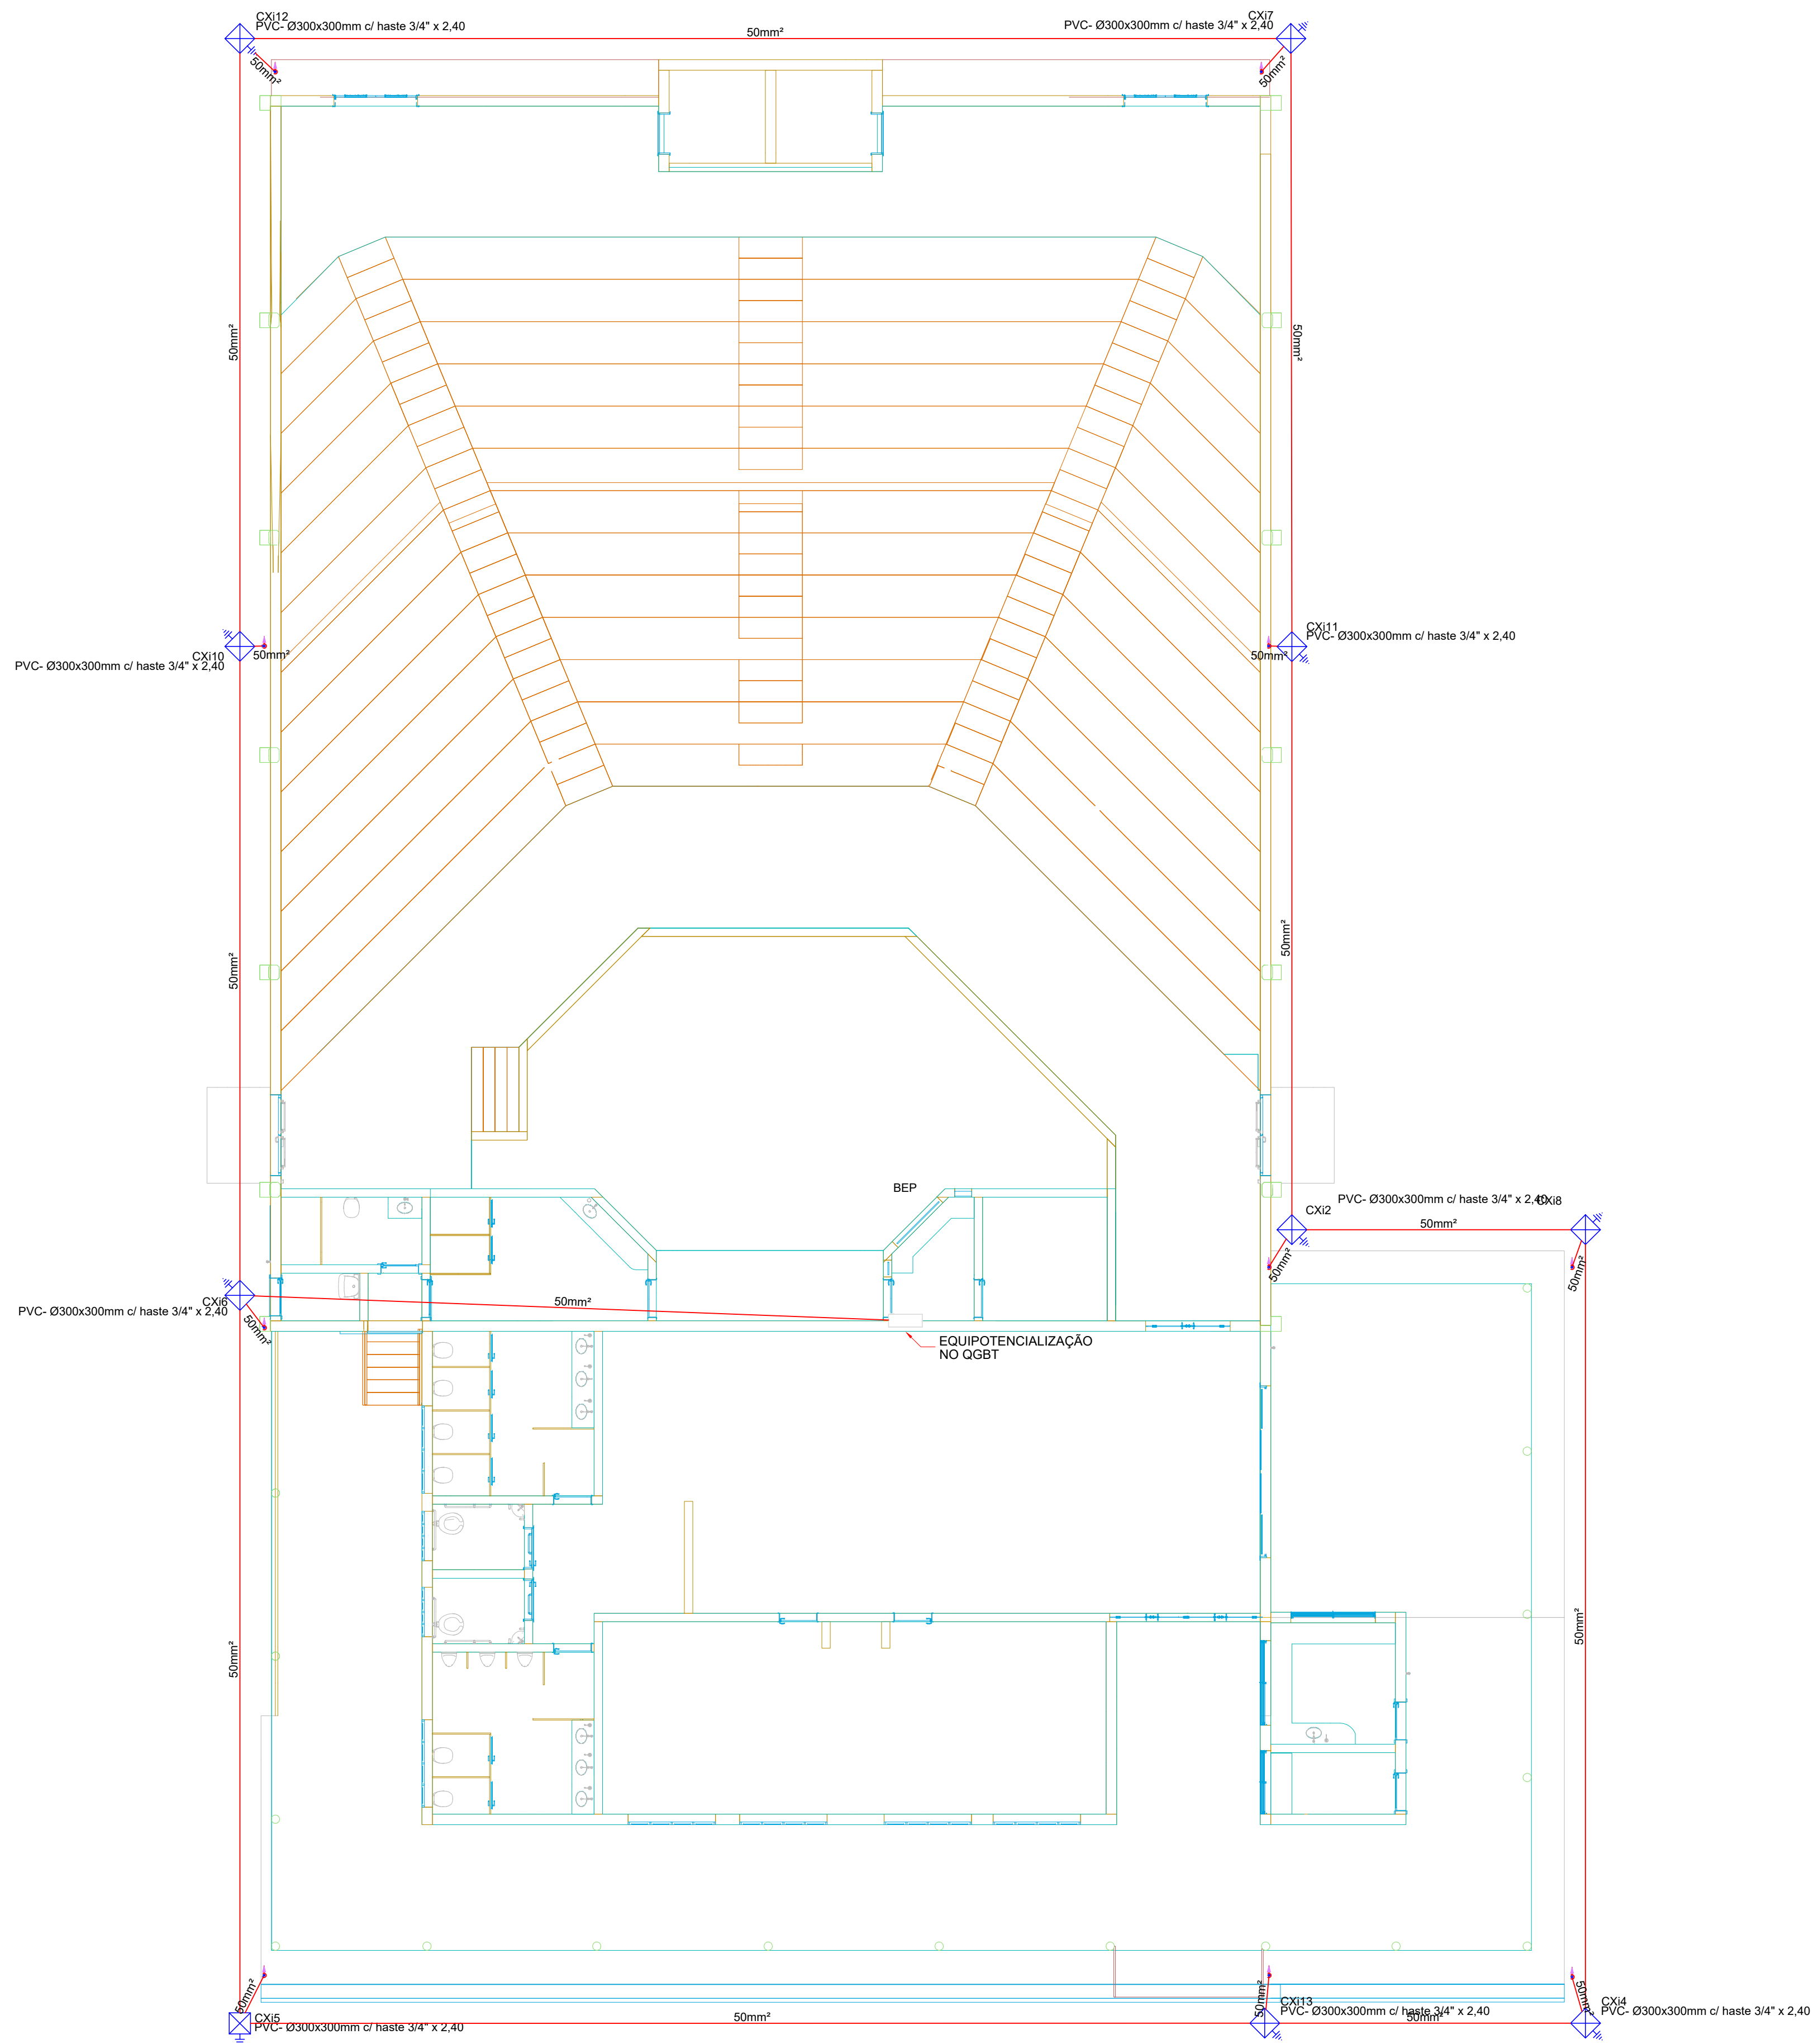 CXi12
PVC- Ø300x300mm c/ haste 3/4" x 2,40
CXi7
PVC- Ø300x300mm c/ haste 3/4" x 2,40
50mm²
50mm²
50mm²
50mm²
50mm²
CXi10
PVC- Ø300x300mm c/ haste 3/4" x 2,40
50mm²
CXi11
PVC- Ø300x300mm c/ haste 3/4" x 2,40
50mm²
50mm²
50mm²
BEP
PVC- Ø300x300mm c/ haste 3/4" x 2,40
CXi8
CXi2
50mm²
50mm²
50mm²
CXi6
PVC- Ø300x300mm c/ haste 3/4" x 2,40
50mm²
50mm²
EQUIPOTENCIALIZAÇÃO
NO QGBT
50mm²
50mm²
50mm²
50mm²
50mm²
CXi5
PVC- Ø300x300mm c/ haste 3/4" x 2,40
50mm²
CXi13
PVC- Ø300x300mm c/ haste 3/4" x 2,40
50mm²
CXi4
PVC- Ø300x300mm c/ haste 3/4" x 2,40